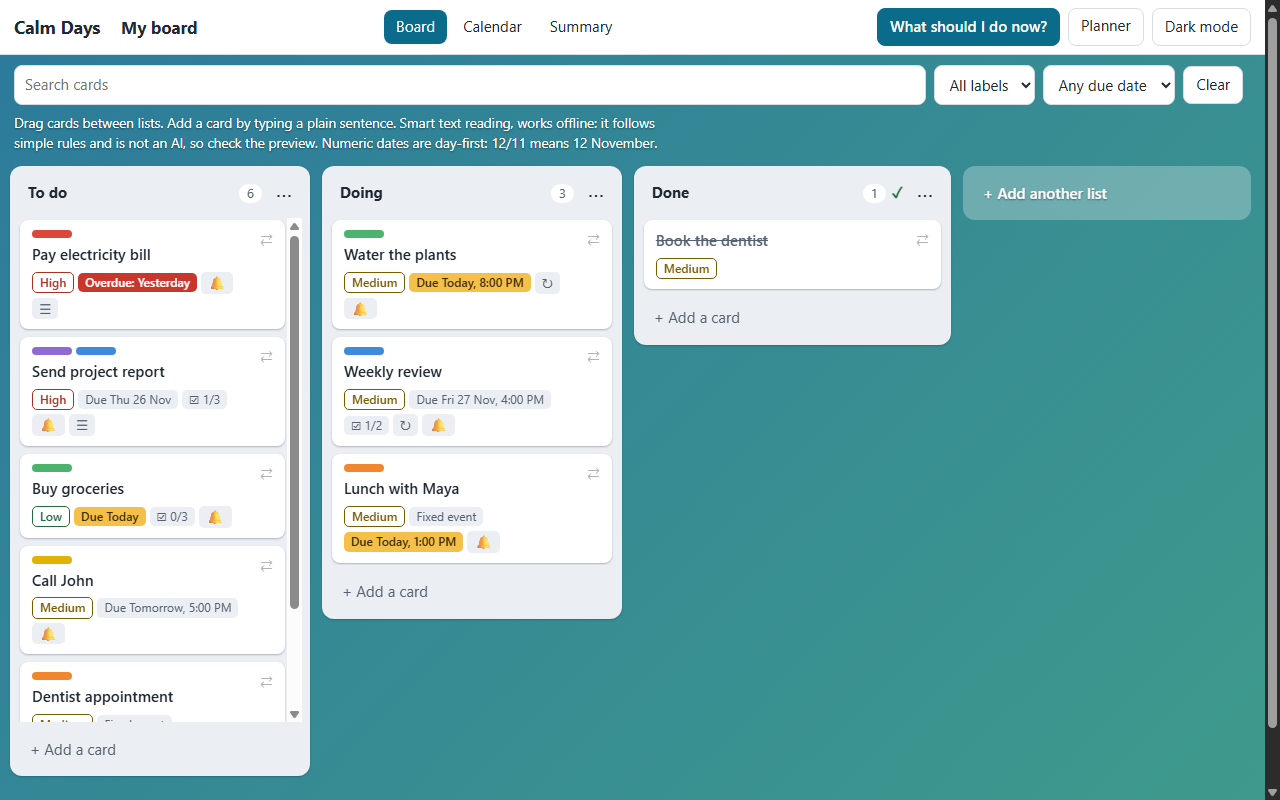 Calm Days
My board
Board
Calendar
Summary
What should I do now?
Planner
Dark mode
Search cards
All labels
Any due date
Clear
Drag cards between lists. Add a card by typing a plain sentence. Smart text reading, works offline: it follows
simple rules and is not an AI, so check the preview. Numeric dates are day-first: 12/11 means 12 November.
To do
6
Pay electricity bill
High
Overdue: Yesterday
Send project report
High
Due Thu 26 Nov
1/3
Buy groceries
Low
Due Today
0/3
Call John
Medium
Due Tomorrow, 5:00 PM
Dentist appointment
+ Add a card
Doing
3
Water the plants
Medium
Due Today, 8:00 PM
Weekly review
Medium
Due Fri 27 Nov, 4:00 PM
1/2
Lunch with Maya
Medium
Fixed event
Due Today, 1:00 PM
+ Add a card
Done
1
Book the dentist
Medium
+ Add a card
+ Add another list